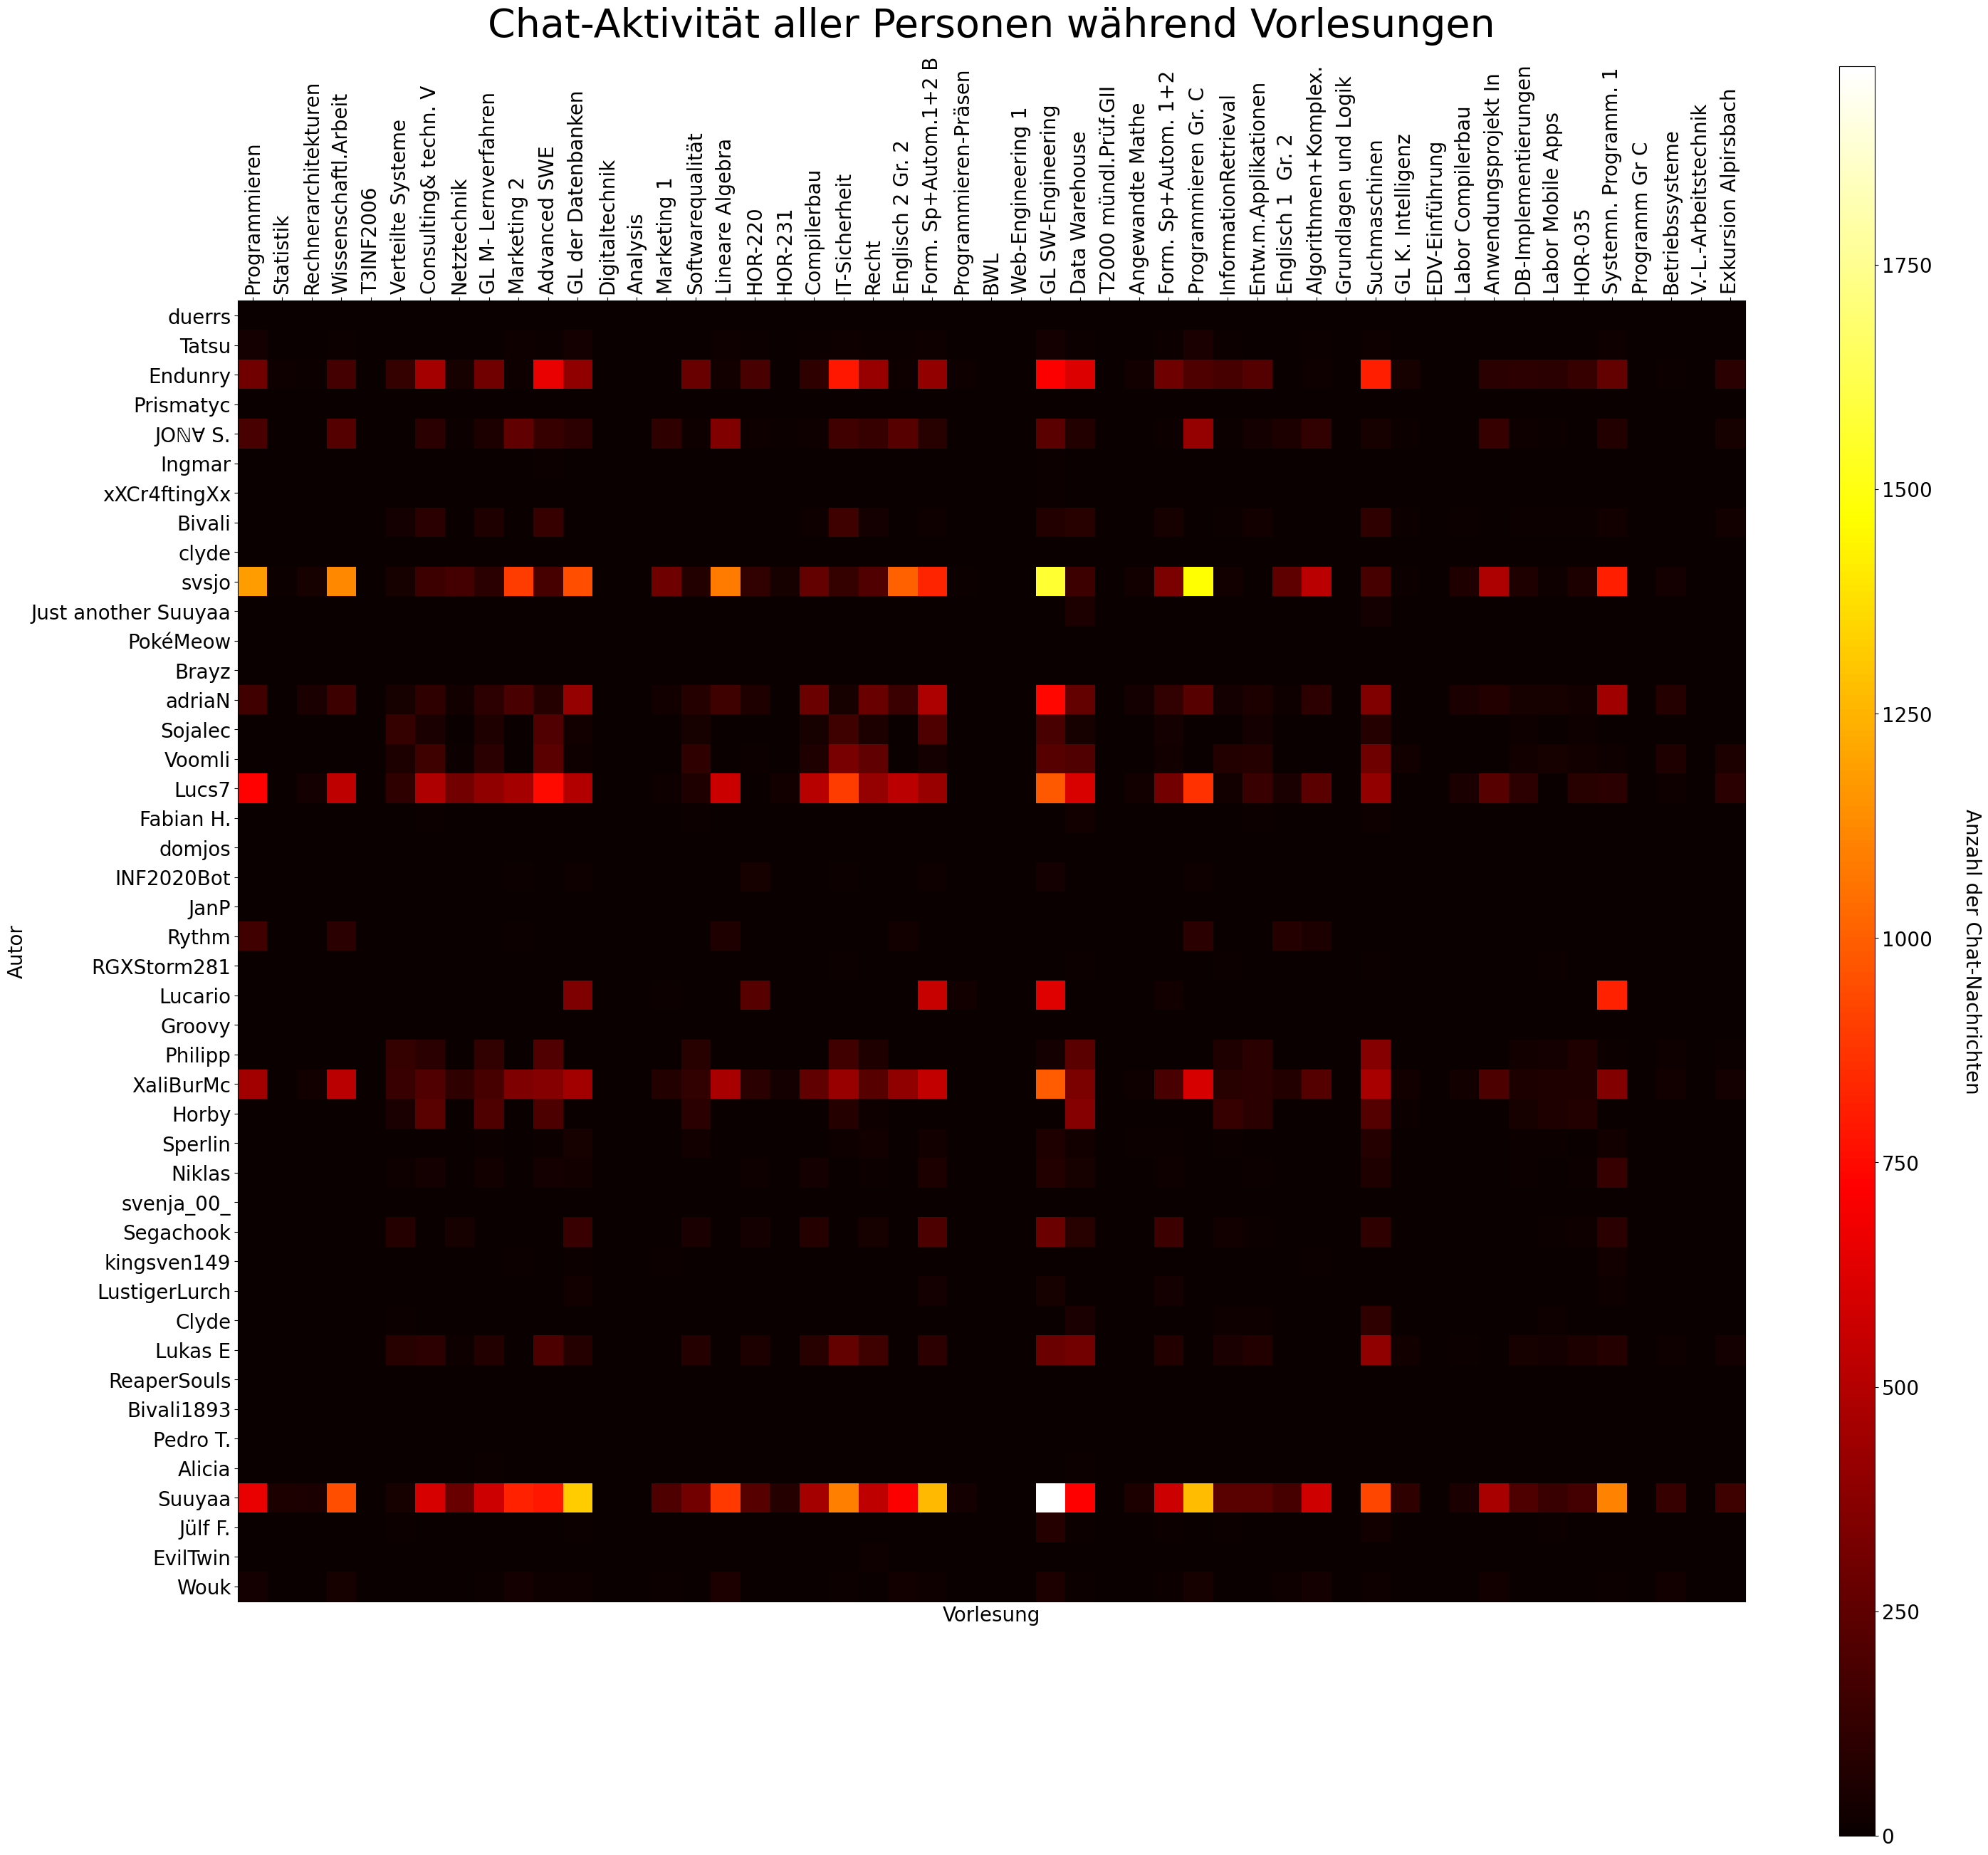 Chat-Aktivität aller Personen während Vorlesungen
Programmieren
Statistik
Rechnerarchitekturen
Wissenschaftl.Arbeit
T3INF2006
Verteilte Systeme
Consulting& techn. V
Netztechnik
GL M- Lernverfahren
Marketing 2
Advanced SWE
GL der Datenbanken
Digitaltechnik
Analysis
Marketing 1
Softwarequalität
Lineare Algebra
HOR-220
HOR-231
Compilerbau
IT-Sicherheit
Recht
Englisch 2 Gr. 2
Form. Sp+Autom.1+2 B
Programmieren-Präsen
BWL
Web-Engineering 1
GL SW-Engineering
Data Warehouse
T2000 mündl.Prüf.GII
Angewandte Mathe
Form. Sp+Autom. 1+2
Programmieren Gr. C
InformationRetrieval
Entw.m.Applikationen
Englisch 1 Gr. 2
Algorithmen+Komplex.
Grundlagen und Logik
Suchmaschinen
GL K. Intelligenz
EDV-Einführung
Labor Compilerbau
Anwendungsprojekt In
DB-Implementierungen
Labor Mobile Apps
HOR-035
Systemn. Programm. 1
Programm Gr C
Betriebssysteme
V.-L.-Arbeitstechnik
Exkursion Alpirsbach
duerrs
Tatsu
Endunry
Prismatyc
JOℕ∀ S.
Ingmar
xXCr4ftingXx
Bivali
clyde
svsjo
Just another Suuyaa
PokéMeow
Brayz
adriaN
Sojalec
Voomli
Lucs7
Fabian H.
domjos
INF2020Bot
JanP
Rythm
RGXStorm281
Lucario
Groovy
Philipp
XaliBurMc
Horby
Sperlin
Niklas
svenja_00_
Segachook
kingsven149
LustigerLurch
Clyde
Lukas E
ReaperSouls
Bivali1893
Pedro T.
Alicia
Suuyaa
Jülf F.
EvilTwin
Wouk
Autor
Vorlesung
1750
1500
1250
1000
750
500
250
0
Anzahl der Chat-Nachrichten